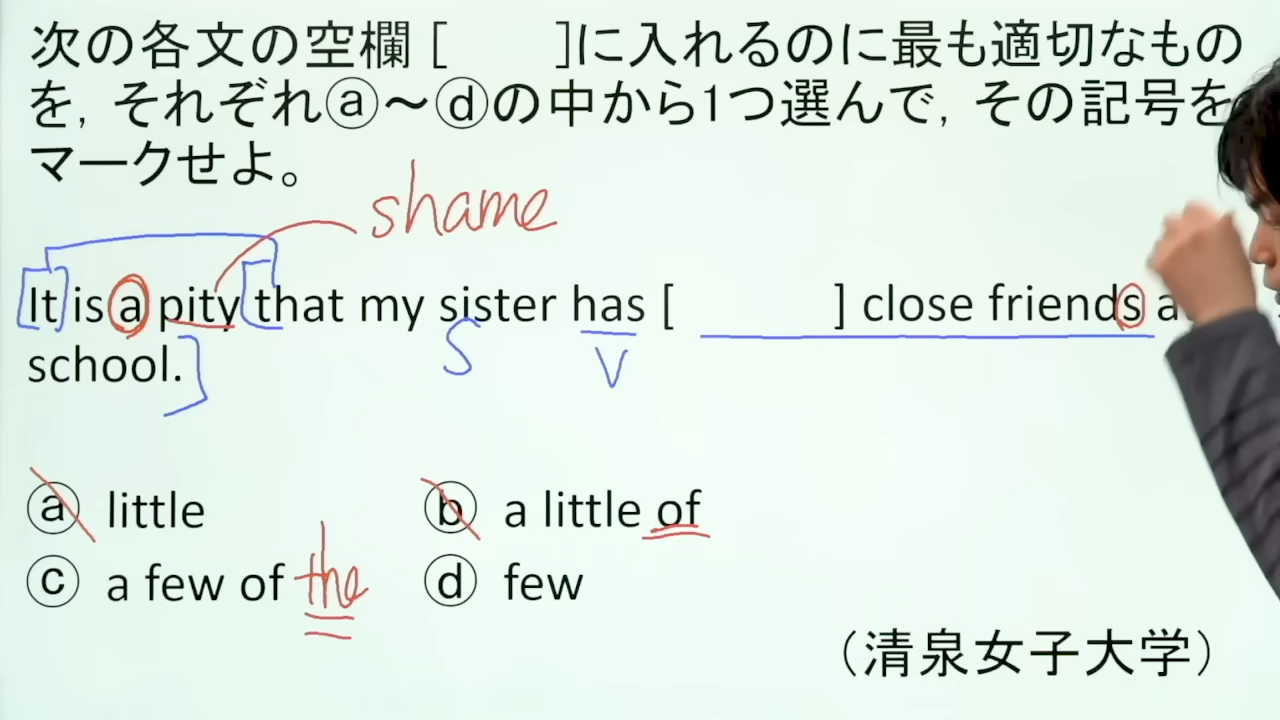 次の各文の空欄 [ ]に入れるのに最も適切なもの
を, それぞれⓐ～ⓓの中から1つ選んで, その記号を
マークせよ。
shame
It is a pity that my sister has [ ] close friends
S
V
school.
ⓐ little ⓑ a little of
ⓒ a few of the ⓓ few
（清泉女子大学）